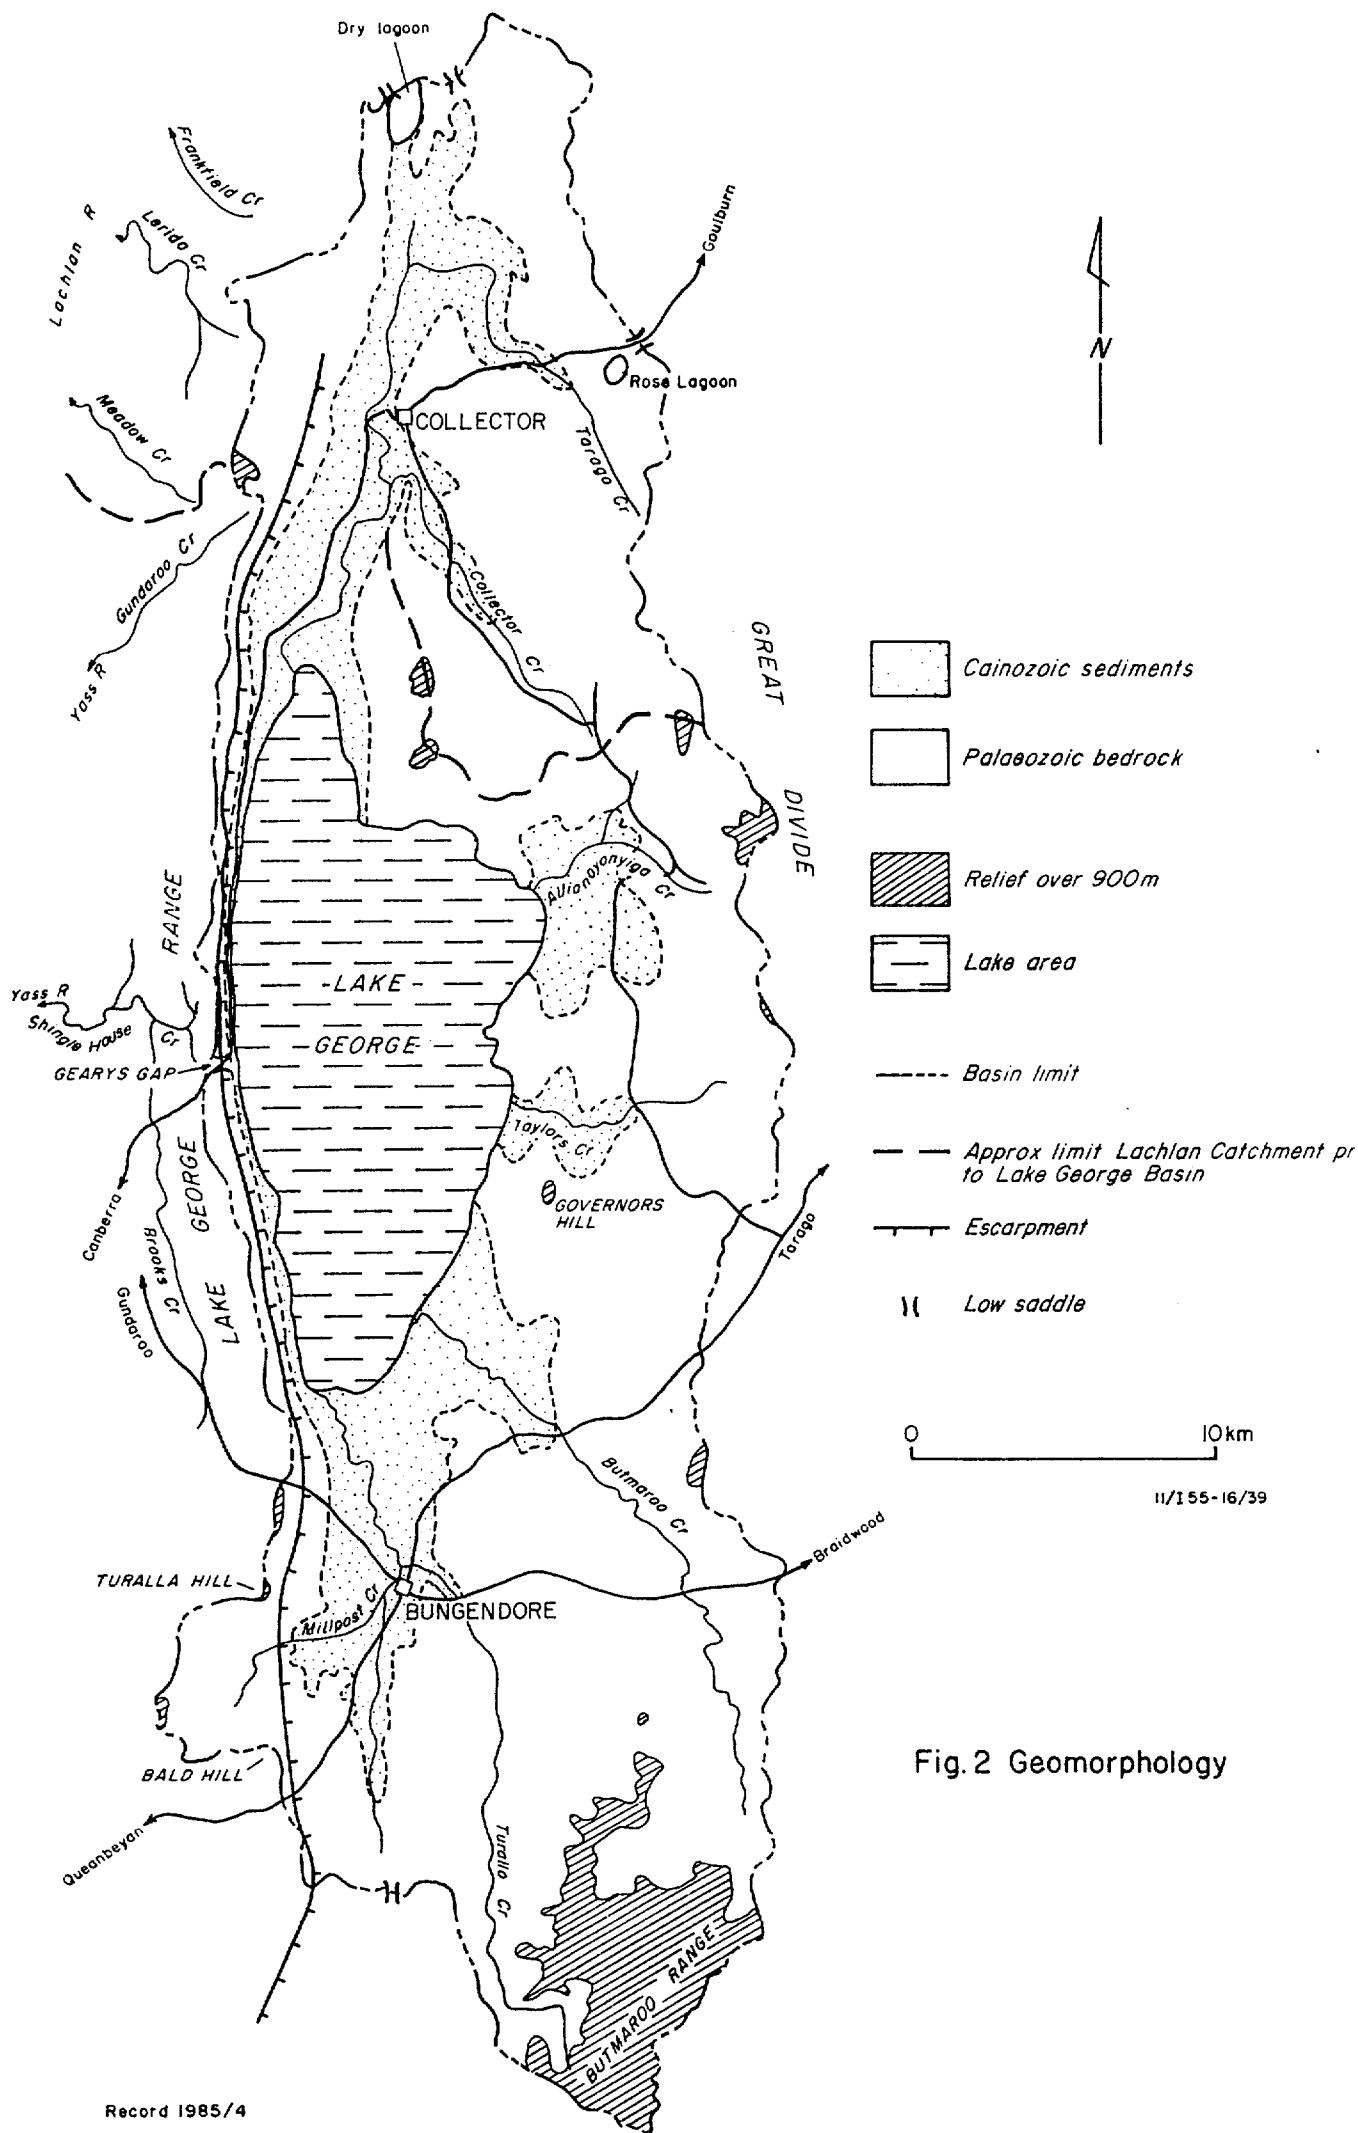 Dry lagoon
Frankfield Cr
Lerida Cr
Lachlan R
Goulburn
N
Rose Lagoon
COLLECTOR
Meadow Cr
Tarago Cr
Gundaroo Cr
Collector Cr
Yass R
GREAT DIVIDE
Cainozoic sediments
Palaeozoic bedrock
Relief over 900m
Lake area
Basin limit
Approx limit Lachlan Catchment pr
to Lake George Basin
Escarpment
Low saddle
0 10km
11/I55-16/39
Allianoyonyiga Cr
LAKE GEORGE RANGE
LAKE
GEORGE
Yass R
Shingle House Cr
GEARYS GAP
Taylors Cr
GOVERNORS
HILL
Canberra
Brooks Cr
Gundaroo
Tarago
Butmaroo Cr
Braidwood
TURALLA HILL
Millpost Cr
BUNGENDORE
BALD HILL
Queanbeyan
Turallo Cr
BUTMAROO RANGE
Fig. 2 Geomorphology
Record 1985/4